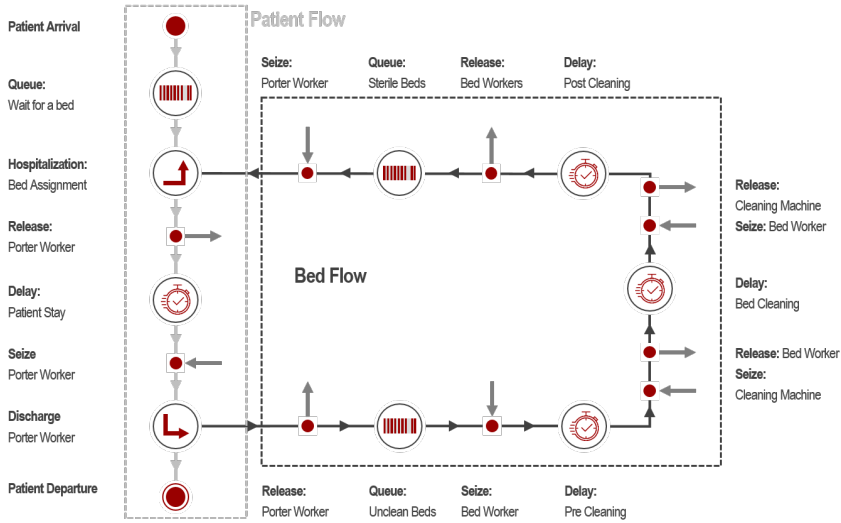 Patient Flow
Patient Arrival
Queue:
Wait for a bed
Hospitalization:
Bed Assignment
Release:
Porter Worker
Delay:
Patient Stay
Seize
Porter Worker
Discharge
Porter Worker
Patient Departure
Seize:
Porter Worker
Queue:
Sterile Beds
Release:
Bed Workers
Delay:
Post Cleaning
Bed Flow
Release:
Cleaning Machine
Seize: Bed Worker
Delay:
Bed Cleaning
Release: Bed Worker
Seize:
Cleaning Machine
Release:
Porter Worker
Queue:
Unclean Beds
Seize:
Bed Worker
Delay:
Pre Cleaning